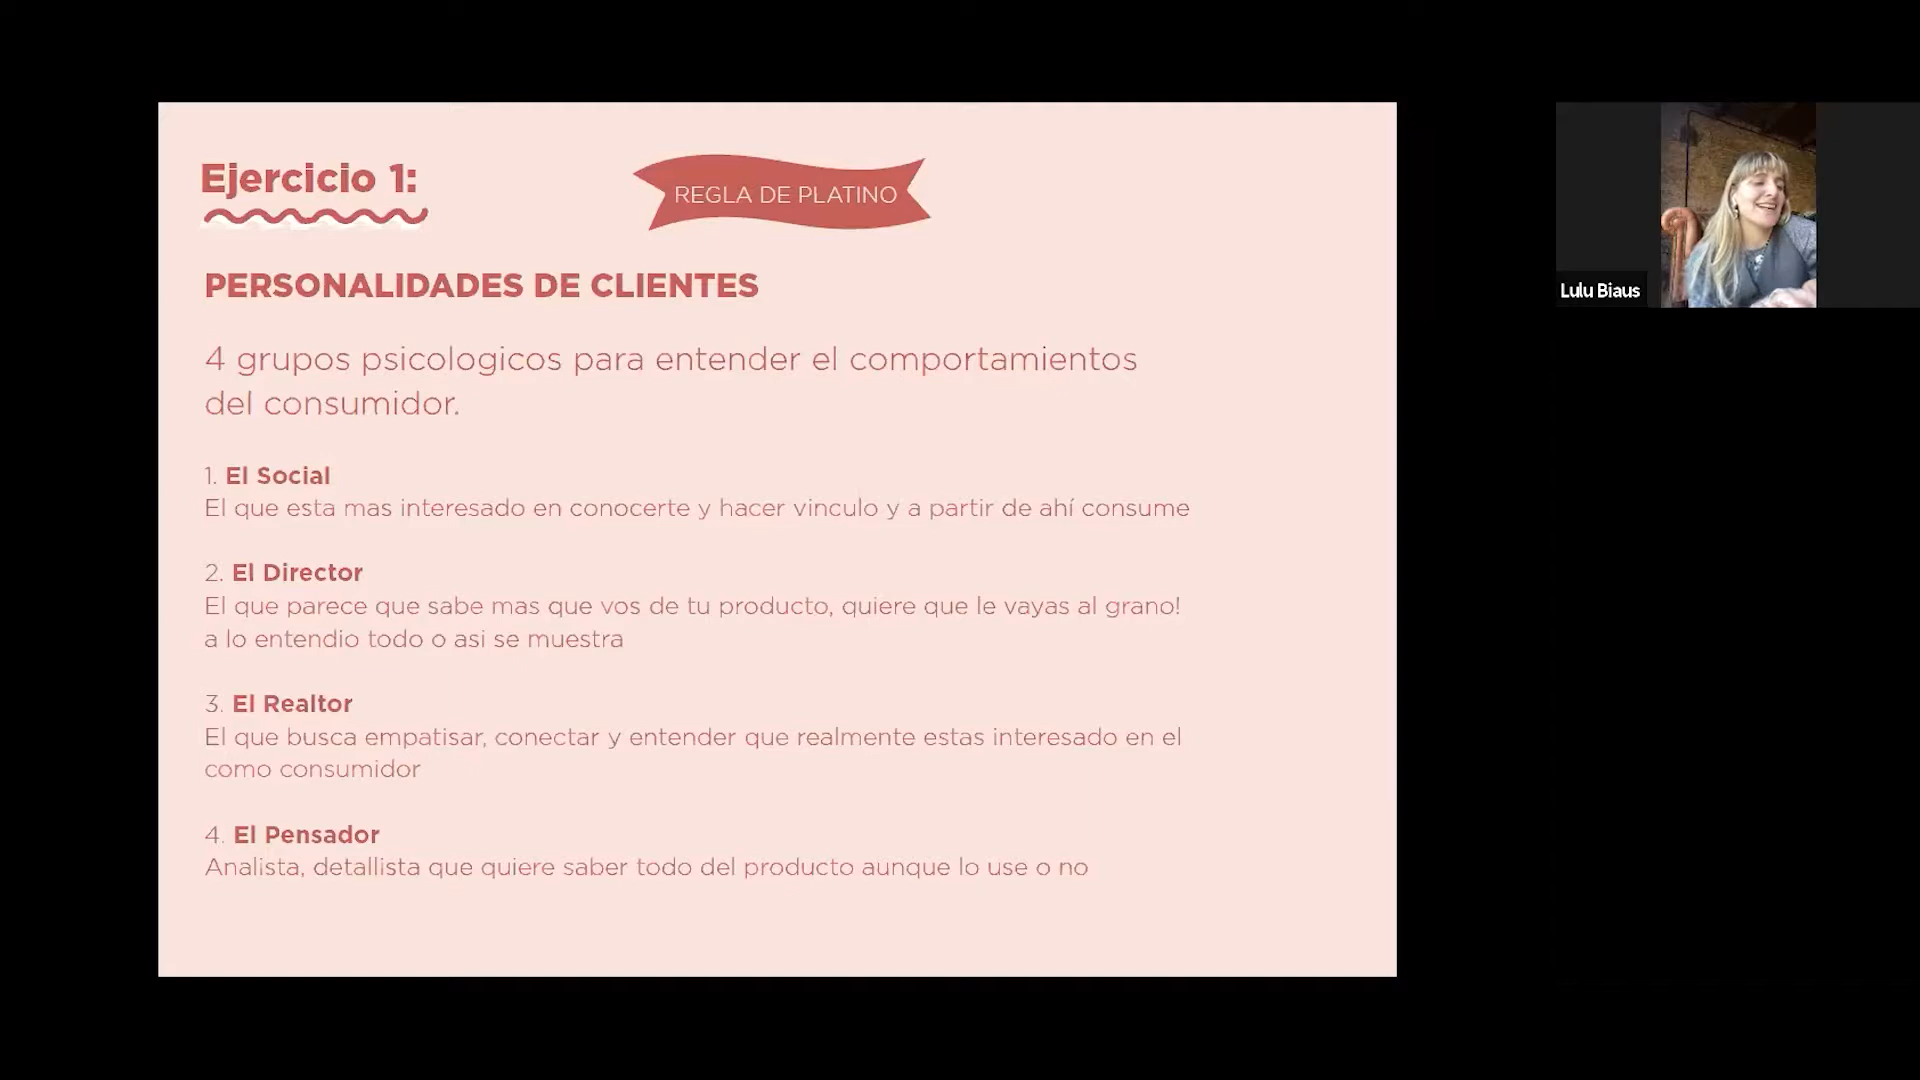 Ejercicio 1:
REGLA DE PLATINO
PERSONALIDADES DE CLIENTES
4 grupos psicologicos para entender el comportamientos
del consumidor.
1. El Social
El que esta mas interesado en conocerte y hacer vinculo y a partir de ahí consume
2. El Director
El que parece que sabe mas que vos de tu producto, quiere que le vayas al grano!
a lo entendio todo o asi se muestra
3. El Realtor
El que busca empatisar, conectar y entender que realmente estas interesado en el
como consumidor
4. El Pensador
Analista, detallista que quiere saber todo del producto aunque lo use o no
Lulu Biaus